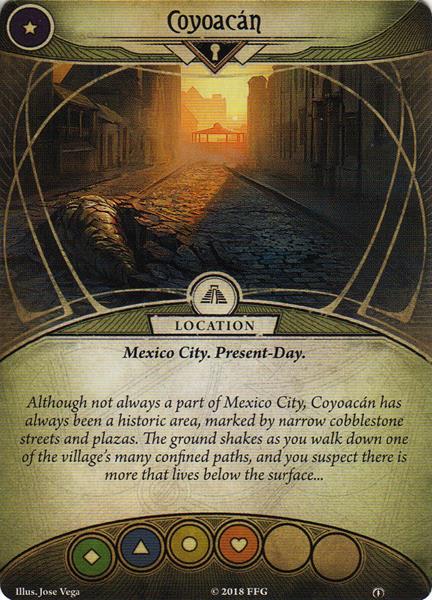 Coyoacán
LOCATION
Mexico City. Present-Day.
Although not always a part of Mexico City, Coyoacán has
always been a historic area, marked by narrow cobblestone
streets and plazas. The ground shakes as you walk down one
of the village's many confined paths, and you suspect there is
more that lives below the surface...
Illus. Jose Vega
© 2018 FFG